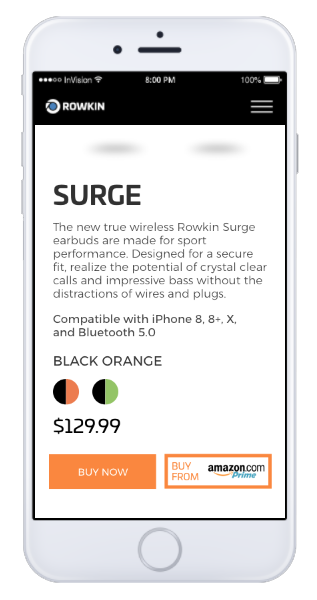 InVision 8:00 PM 100%
ROWKIN
SURGE
The new true wireless Rowkin Surge
earbuds are made for sport
performance. Designed for a secure
fit, realize the potential of crystal clear
calls and impressive bass without the
distractions of wires and plugs.
Compatible with iPhone 8, 8+, X,
and Bluetooth 5.0
BLACK ORANGE
$129.99
BUY NOW
BUY
FROM
amazon.com
Prime